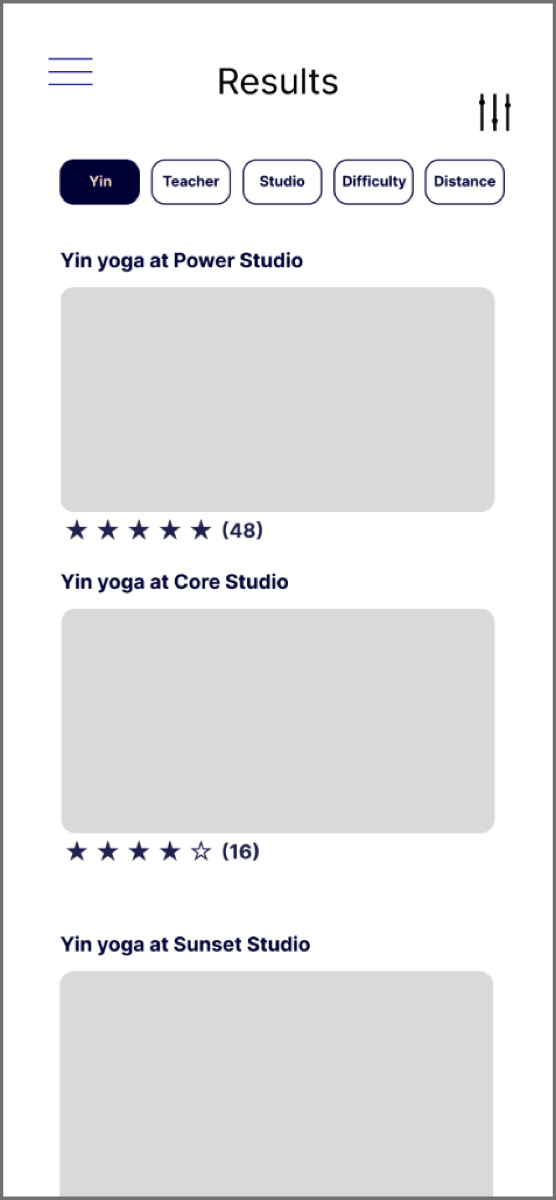 Results
Yin Teacher Studio Difficulty Distance
Yin yoga at Power Studio
★ ★ ★ ★ ★ (48)
Yin yoga at Core Studio
★ ★ ★ ★ ☆ (16)
Yin yoga at Sunset Studio